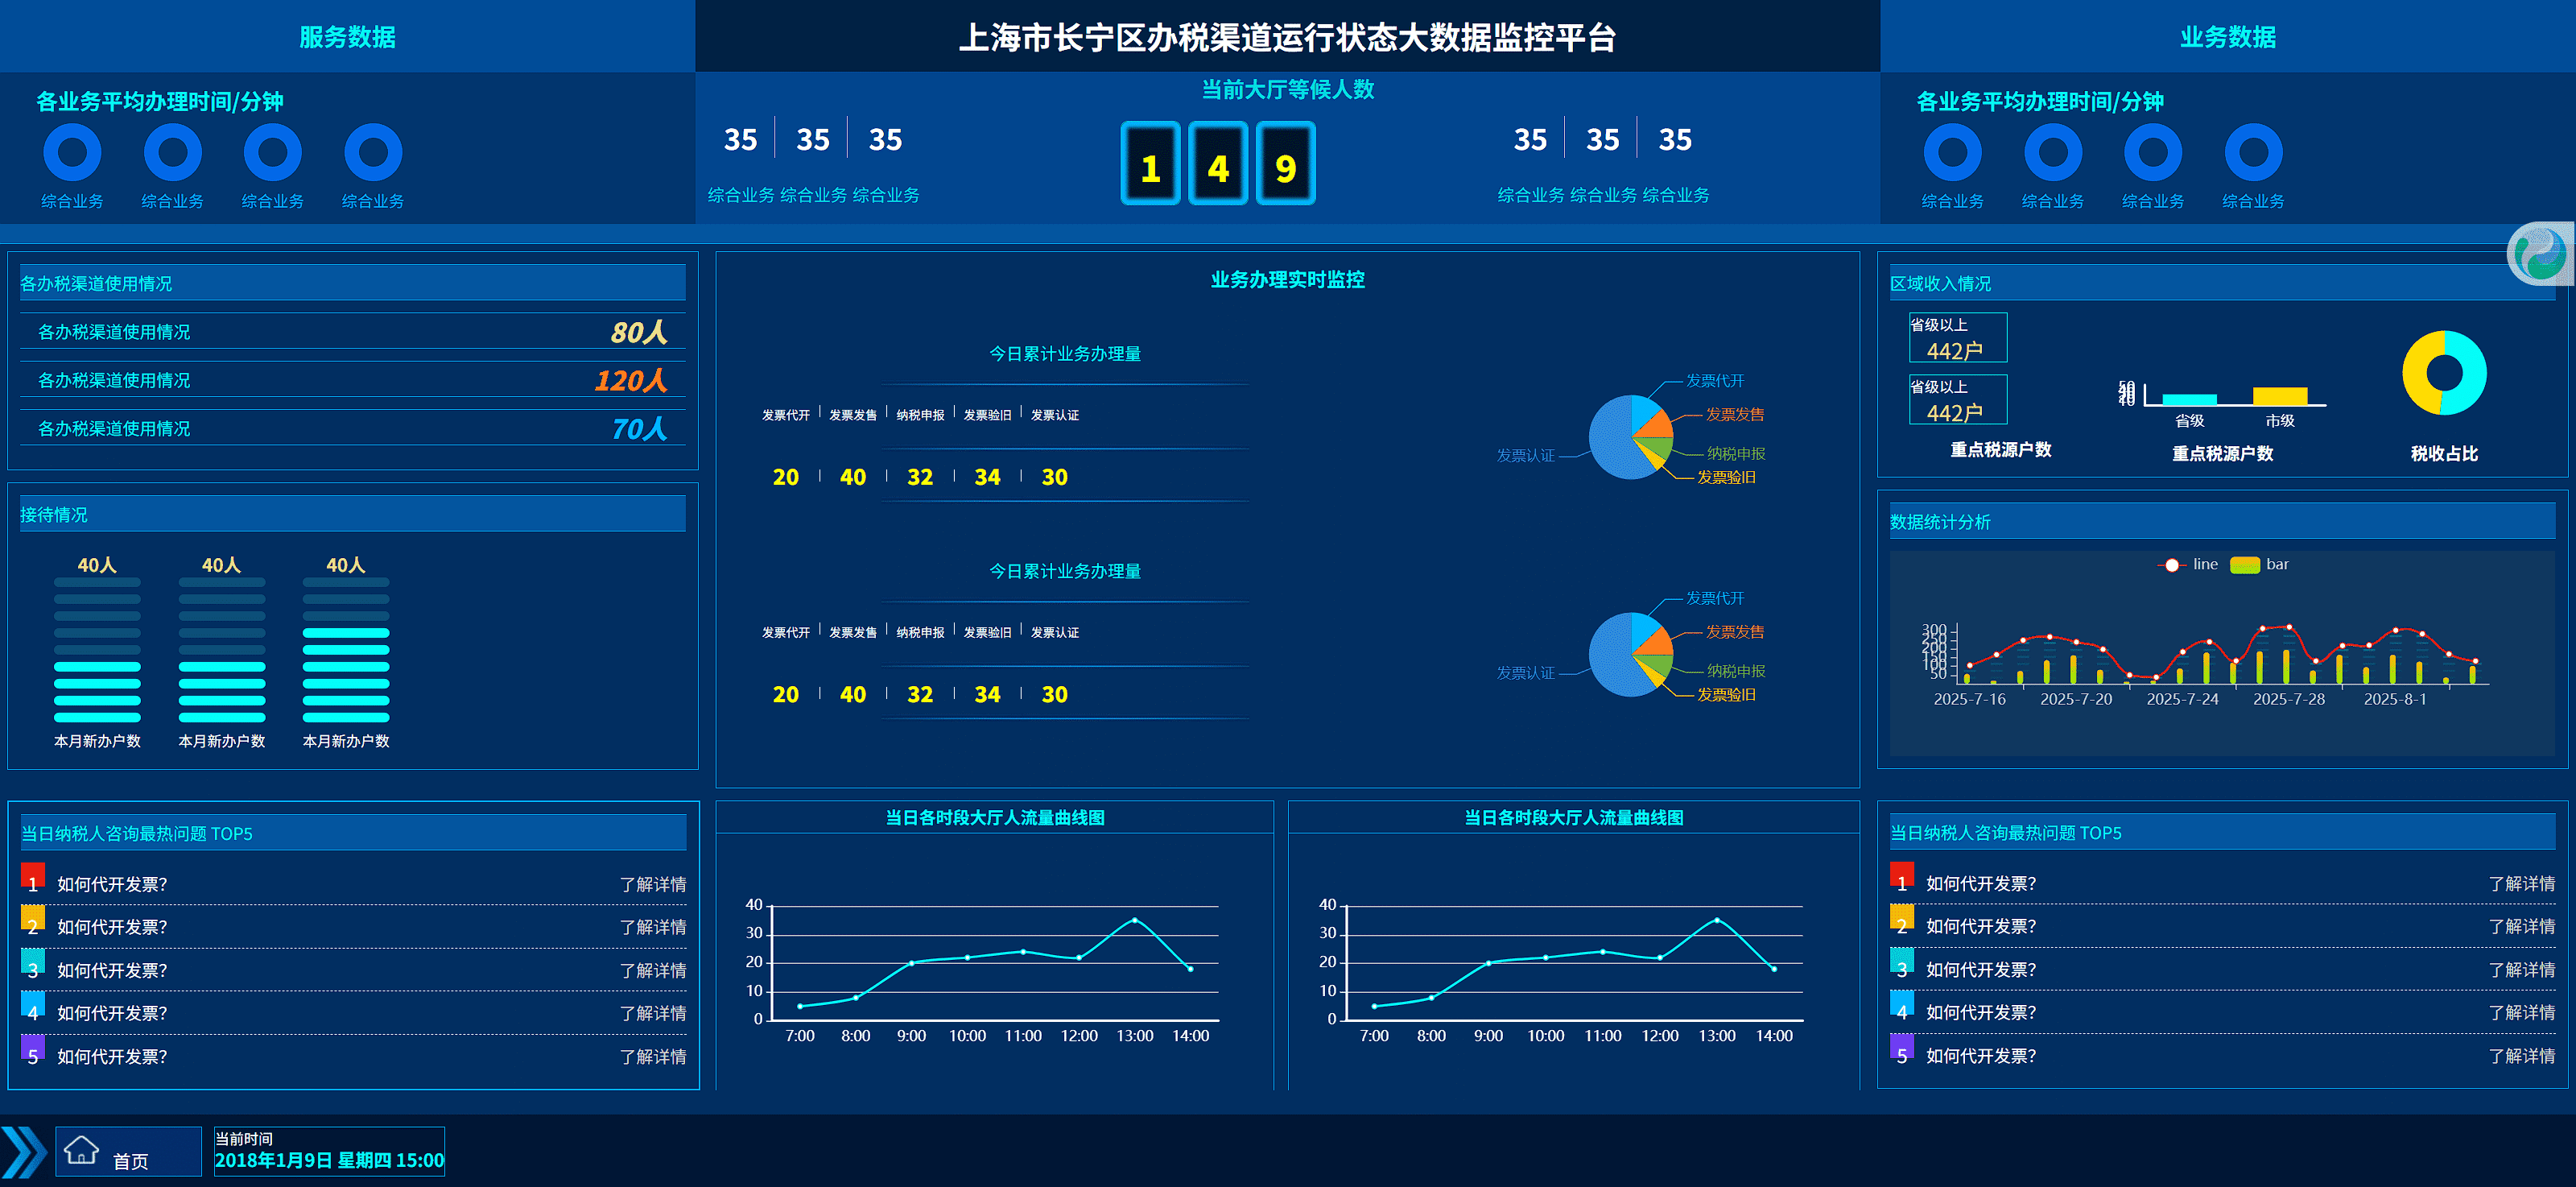 服务数据
上海市长宁区办税渠道运行状态大数据监控平台
业务数据
各业务平均办理时间/分钟
综合业务 综合业务 综合业务 综合业务
当前大厅等候人数
35 35 35
综合业务 综合业务 综合业务
1 4 9
35 35 35
综合业务 综合业务 综合业务
各业务平均办理时间/分钟
综合业务 综合业务 综合业务 综合业务
各办税渠道使用情况
各办税渠道使用情况 80人
各办税渠道使用情况 120人
各办税渠道使用情况 70人
接待情况
40人 40人 40人
本月新办户数 本月新办户数 本月新办户数
当日纳税人咨询最热问题 TOP5
1 如何代开发票? 了解详情
2 如何代开发票? 了解详情
3 如何代开发票? 了解详情
4 如何代开发票? 了解详情
5 如何代开发票? 了解详情
业务办理实时监控
今日累计业务办理量
发票代开 发票发售 纳税申报 发票验旧 发票认证
20 40 32 34 30
发票代开
发票发售
纳税申报
发票验旧
发票认证
今日累计业务办理量
发票代开 发票发售 纳税申报 发票验旧 发票认证
20 40 32 34 30
发票代开
发票发售
纳税申报
发票验旧
发票认证
当日各时段大厅人流量曲线图
40
30
20
10
0
7:00 8:00 9:00 10:00 11:00 12:00 13:00 14:00
当日各时段大厅人流量曲线图
40
30
20
10
0
7:00 8:00 9:00 10:00 11:00 12:00 13:00 14:00
区域收入情况
省级以上
442户
省级以上
442户
重点税源户数
50
省级 市级
重点税源户数
税收占比
数据统计分析
line bar
300
250
200
150
100
50
2025-7-16 2025-7-20 2025-7-24 2025-7-28 2025-8-1
当日纳税人咨询最热问题 TOP5
1 如何代开发票? 了解详情
2 如何代开发票? 了解详情
3 如何代开发票? 了解详情
4 如何代开发票? 了解详情
5 如何代开发票? 了解详情
首页
当前时间
2018年1月9日 星期四 15:00